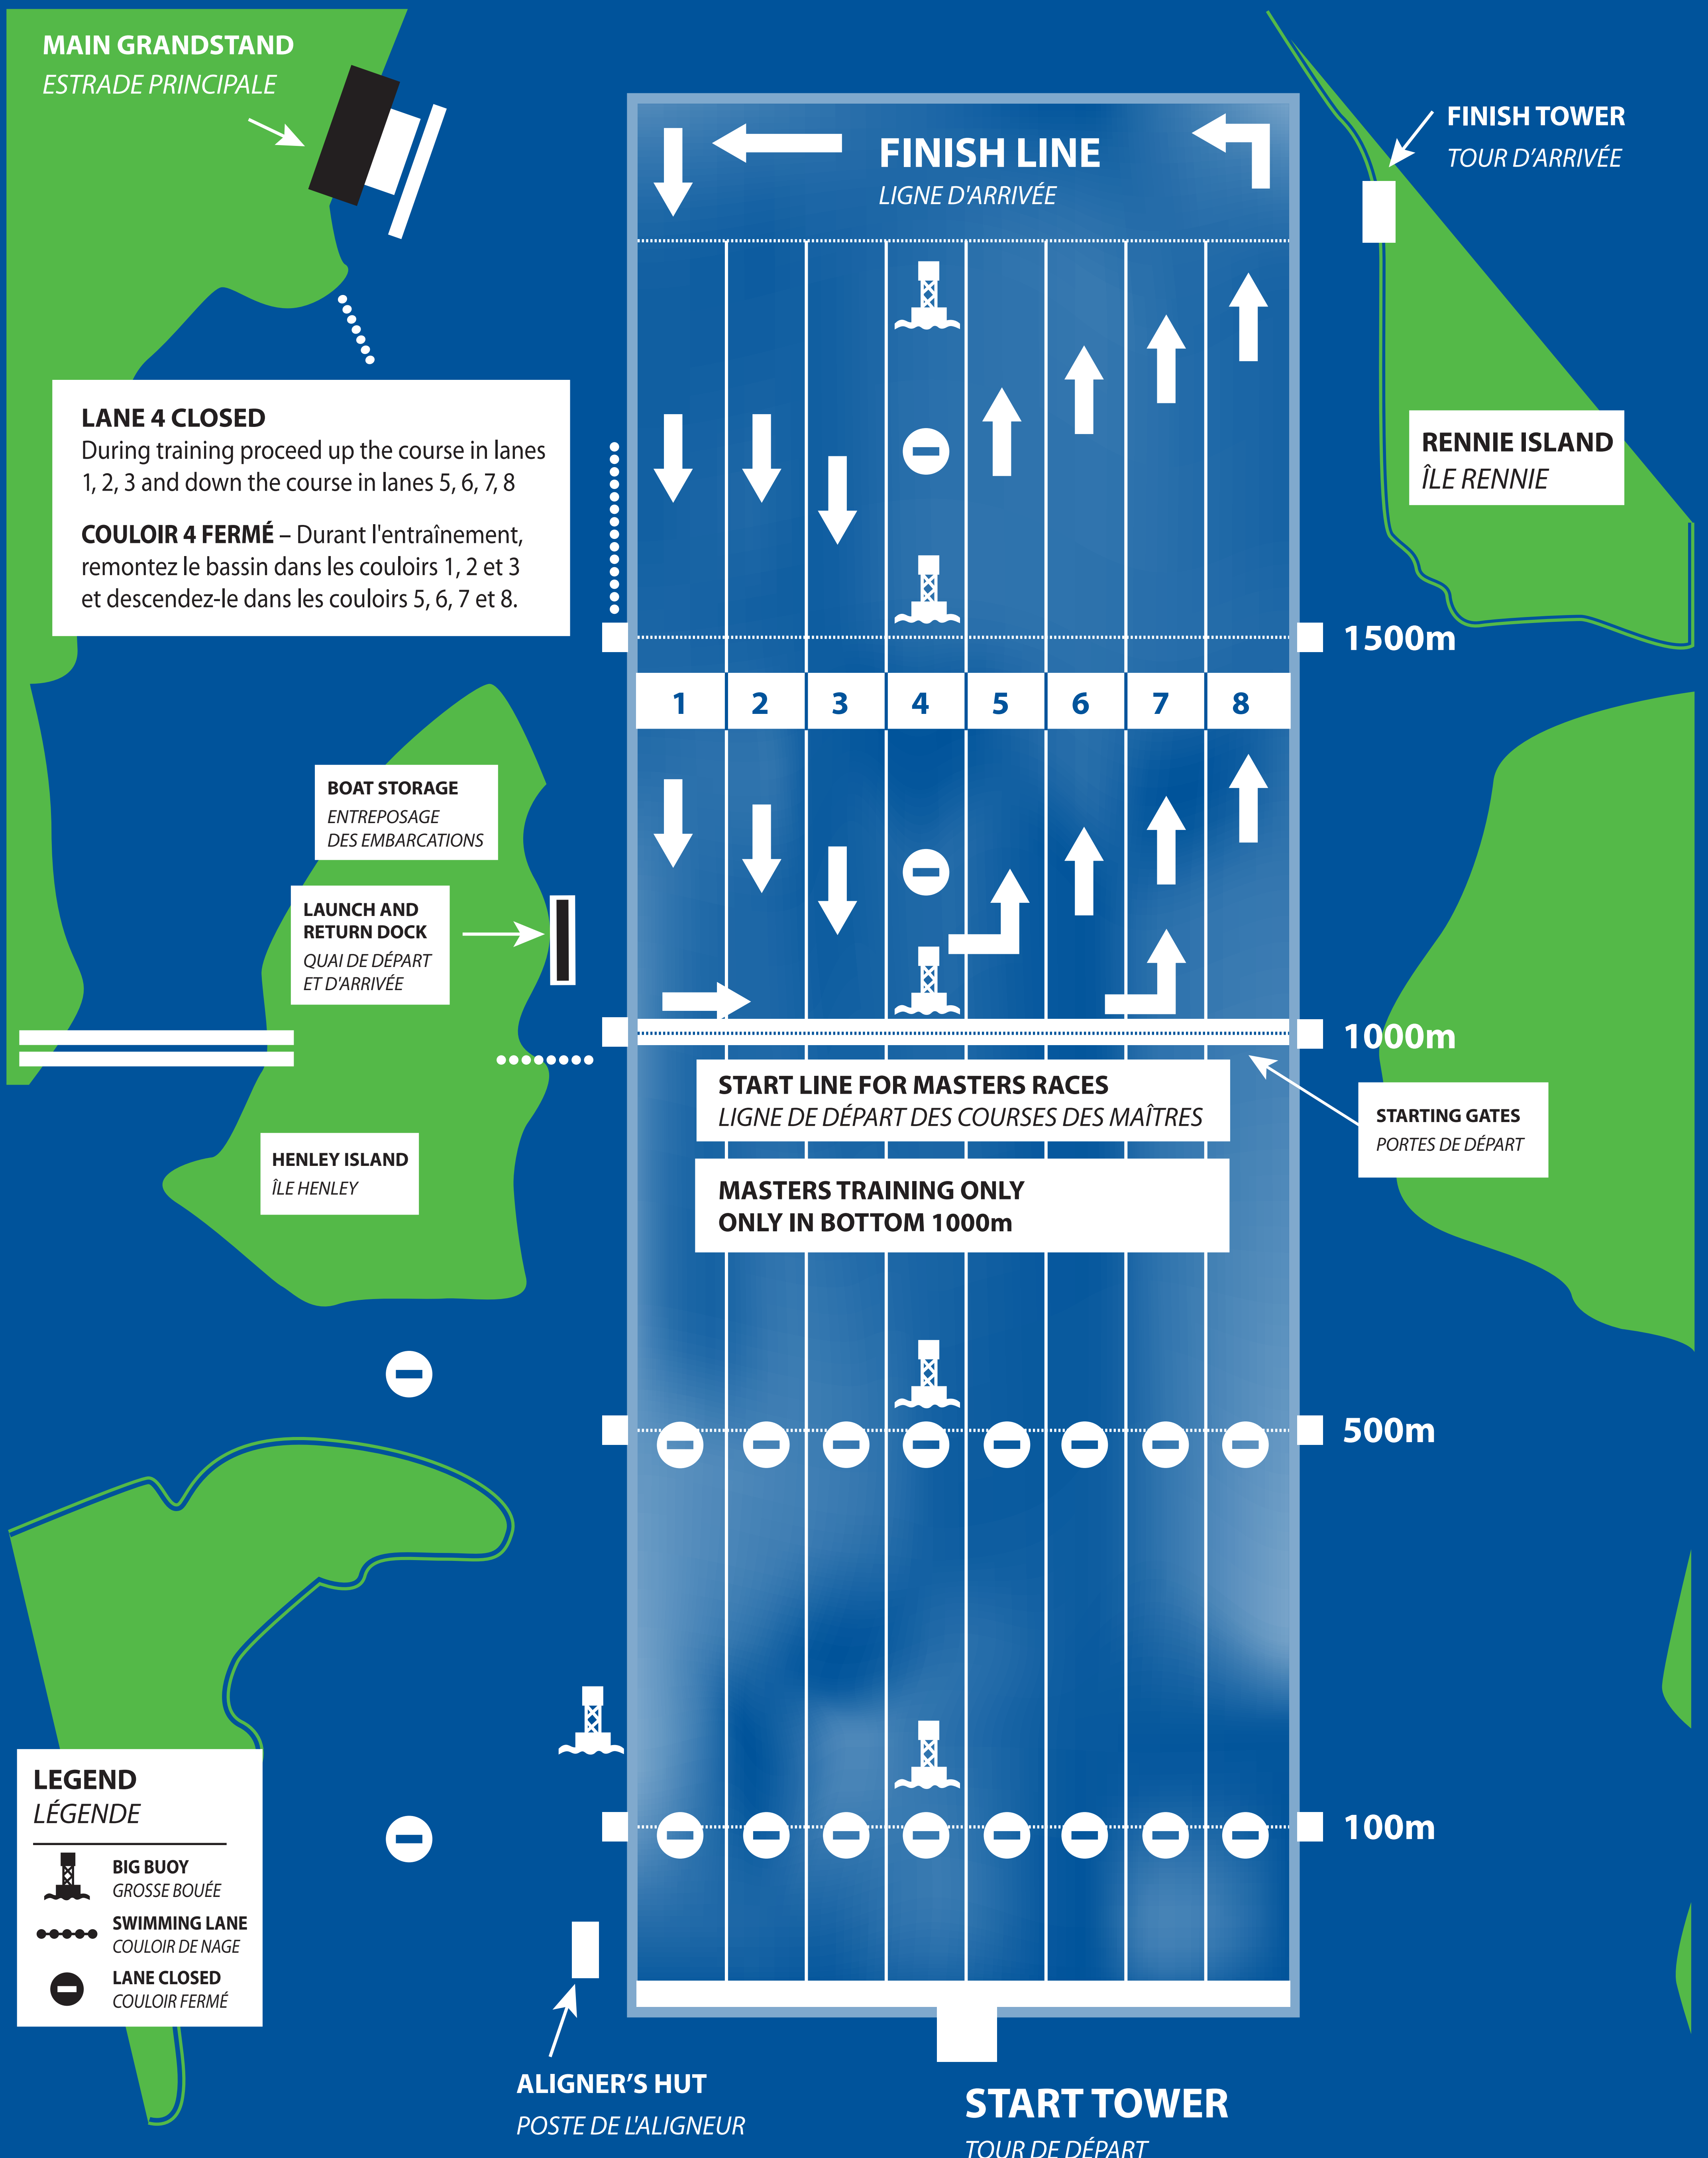 MAIN GRANDSTAND
ESTRADE PRINCIPALE
FINISH LINE
LIGNE D'ARRIVÉE
FINISH TOWER
TOUR D’ARRIVÉE
LANE 4 CLOSED
During training proceed up the course in lanes
1, 2, 3 and down the course in lanes 5, 6, 7, 8
COULOIR 4 FERMÉ – Durant l'entraînement,
remontez le bassin dans les couloirs 1, 2 et 3
et descendez-le dans les couloirs 5, 6, 7 et 8.
RENNIE ISLAND
ÎLE RENNIE
1500m
1 2 3 4 5 6 7 8
BOAT STORAGE
ENTREPOSAGE
DES EMBARCATIONS
LAUNCH AND
RETURN DOCK
QUAI DE DÉPART
ET D'ARRIVÉE
1000m
START LINE FOR MASTERS RACES
LIGNE DE DÉPART DES COURSES DES MAÎTRES
STARTING GATES
PORTES DE DÉPART
HENLEY ISLAND
ÎLE HENLEY
MASTERS TRAINING ONLY
ONLY IN BOTTOM 1000m
500m
100m
LEGEND
LÉGENDE
BIG BUOY
GROSSE BOUÉE
SWIMMING LANE
COULOIR DE NAGE
LANE CLOSED
COULOIR FERMÉ
ALIGNER’S HUT
POSTE DE L'ALIGNEUR
START TOWER
TOUR DE DÉPART